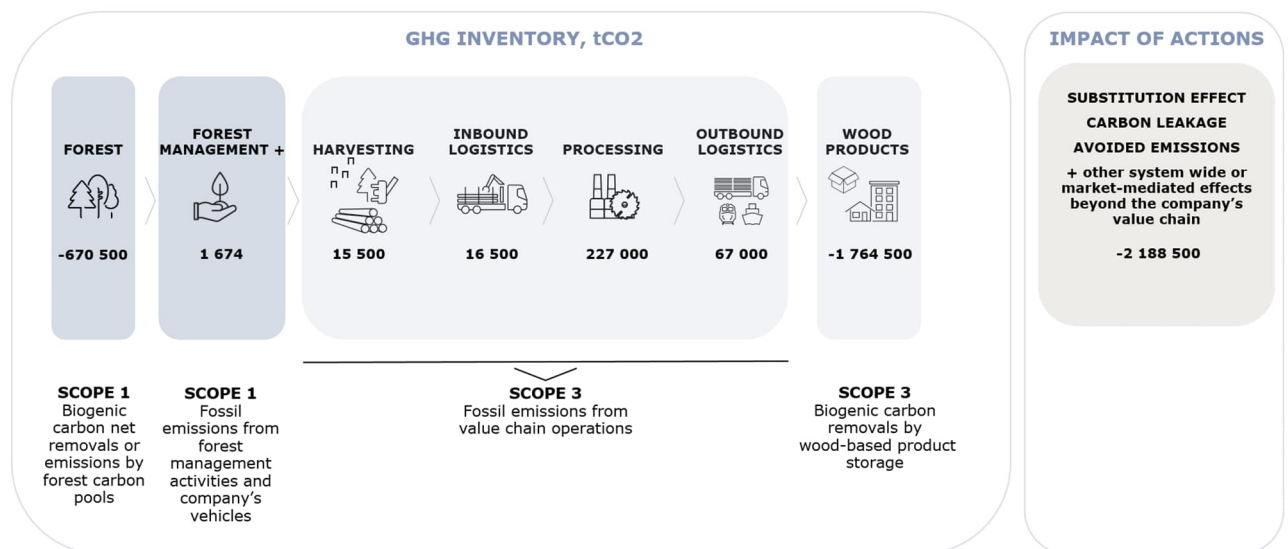 GHG INVENTORY, tCO2
FOREST
-670 500
FOREST
MANAGEMENT +
1 674
HARVESTING
15 500
INBOUND
LOGISTICS
16 500
PROCESSING
227 000
OUTBOUND
LOGISTICS
67 000
WOOD
PRODUCTS
-1 764 500
SCOPE 1
Biogenic
carbon net
removals or
emissions by
forest carbon
pools
SCOPE 1
Fossil
emissions from
forest
management
activities and
company’s
vehicles
SCOPE 3
Fossil emissions from
value chain operations
SCOPE 3
Biogenic carbon
removals by
wood-based product
storage
IMPACT OF ACTIONS
SUBSTITUTION EFFECT
CARBON LEAKAGE
AVOIDED EMISSIONS
+ other system wide or
market-mediated effects
beyond the company’s
value chain
-2 188 500